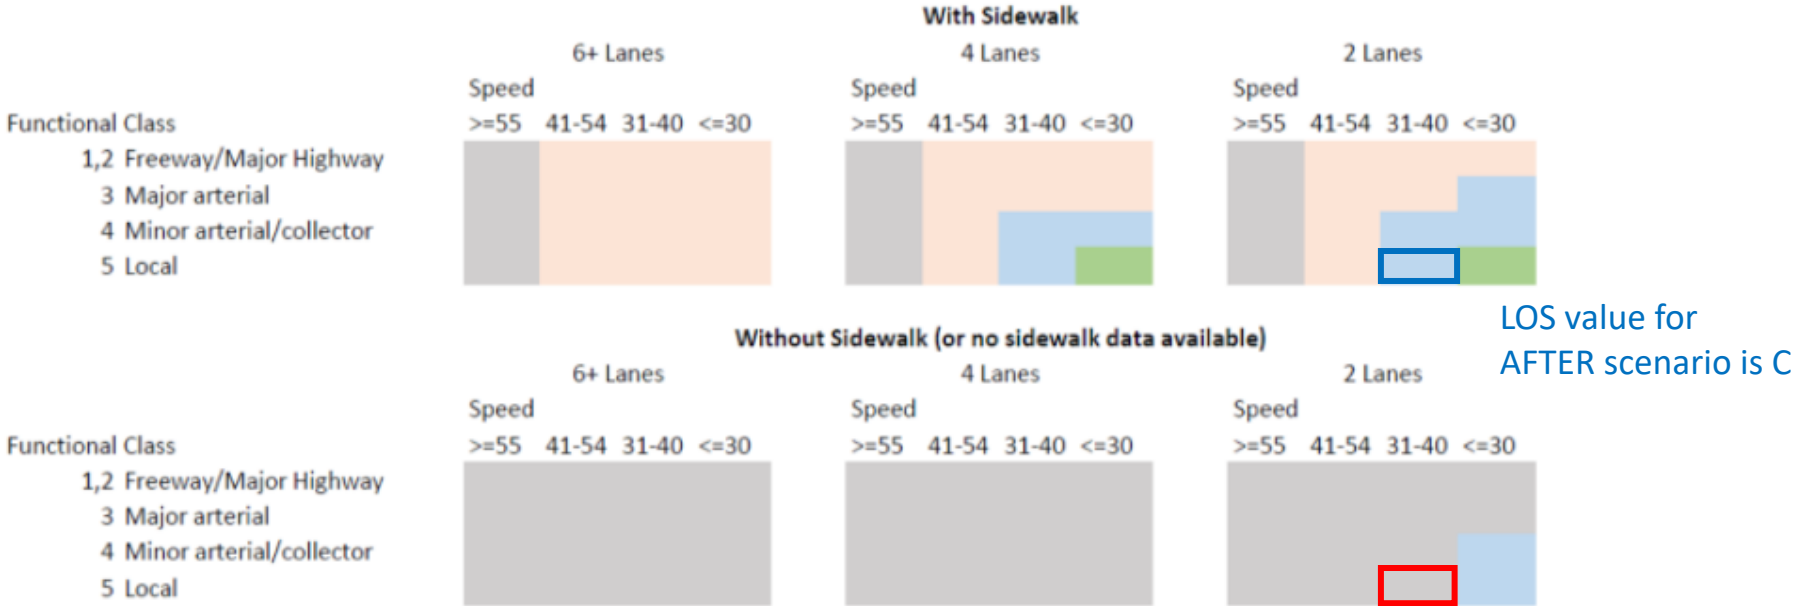 With Sidewalk
6+ Lanes 4 Lanes 2 Lanes
Speed Speed Speed
Functional Class >=55 41-54 31-40 <=30 >=55 41-54 31-40 <=30 >=55 41-54 31-40 <=30
1,2 Freeway/Major Highway
3 Major arterial
4 Minor arterial/collector
5 Local
LOS value for
AFTER scenario is C
Without Sidewalk (or no sidewalk data available)
6+ Lanes 4 Lanes 2 Lanes
Speed Speed Speed
Functional Class >=55 41-54 31-40 <=30 >=55 41-54 31-40 <=30 >=55 41-54 31-40 <=30
1,2 Freeway/Major Highway
3 Major arterial
4 Minor arterial/collector
5 Local